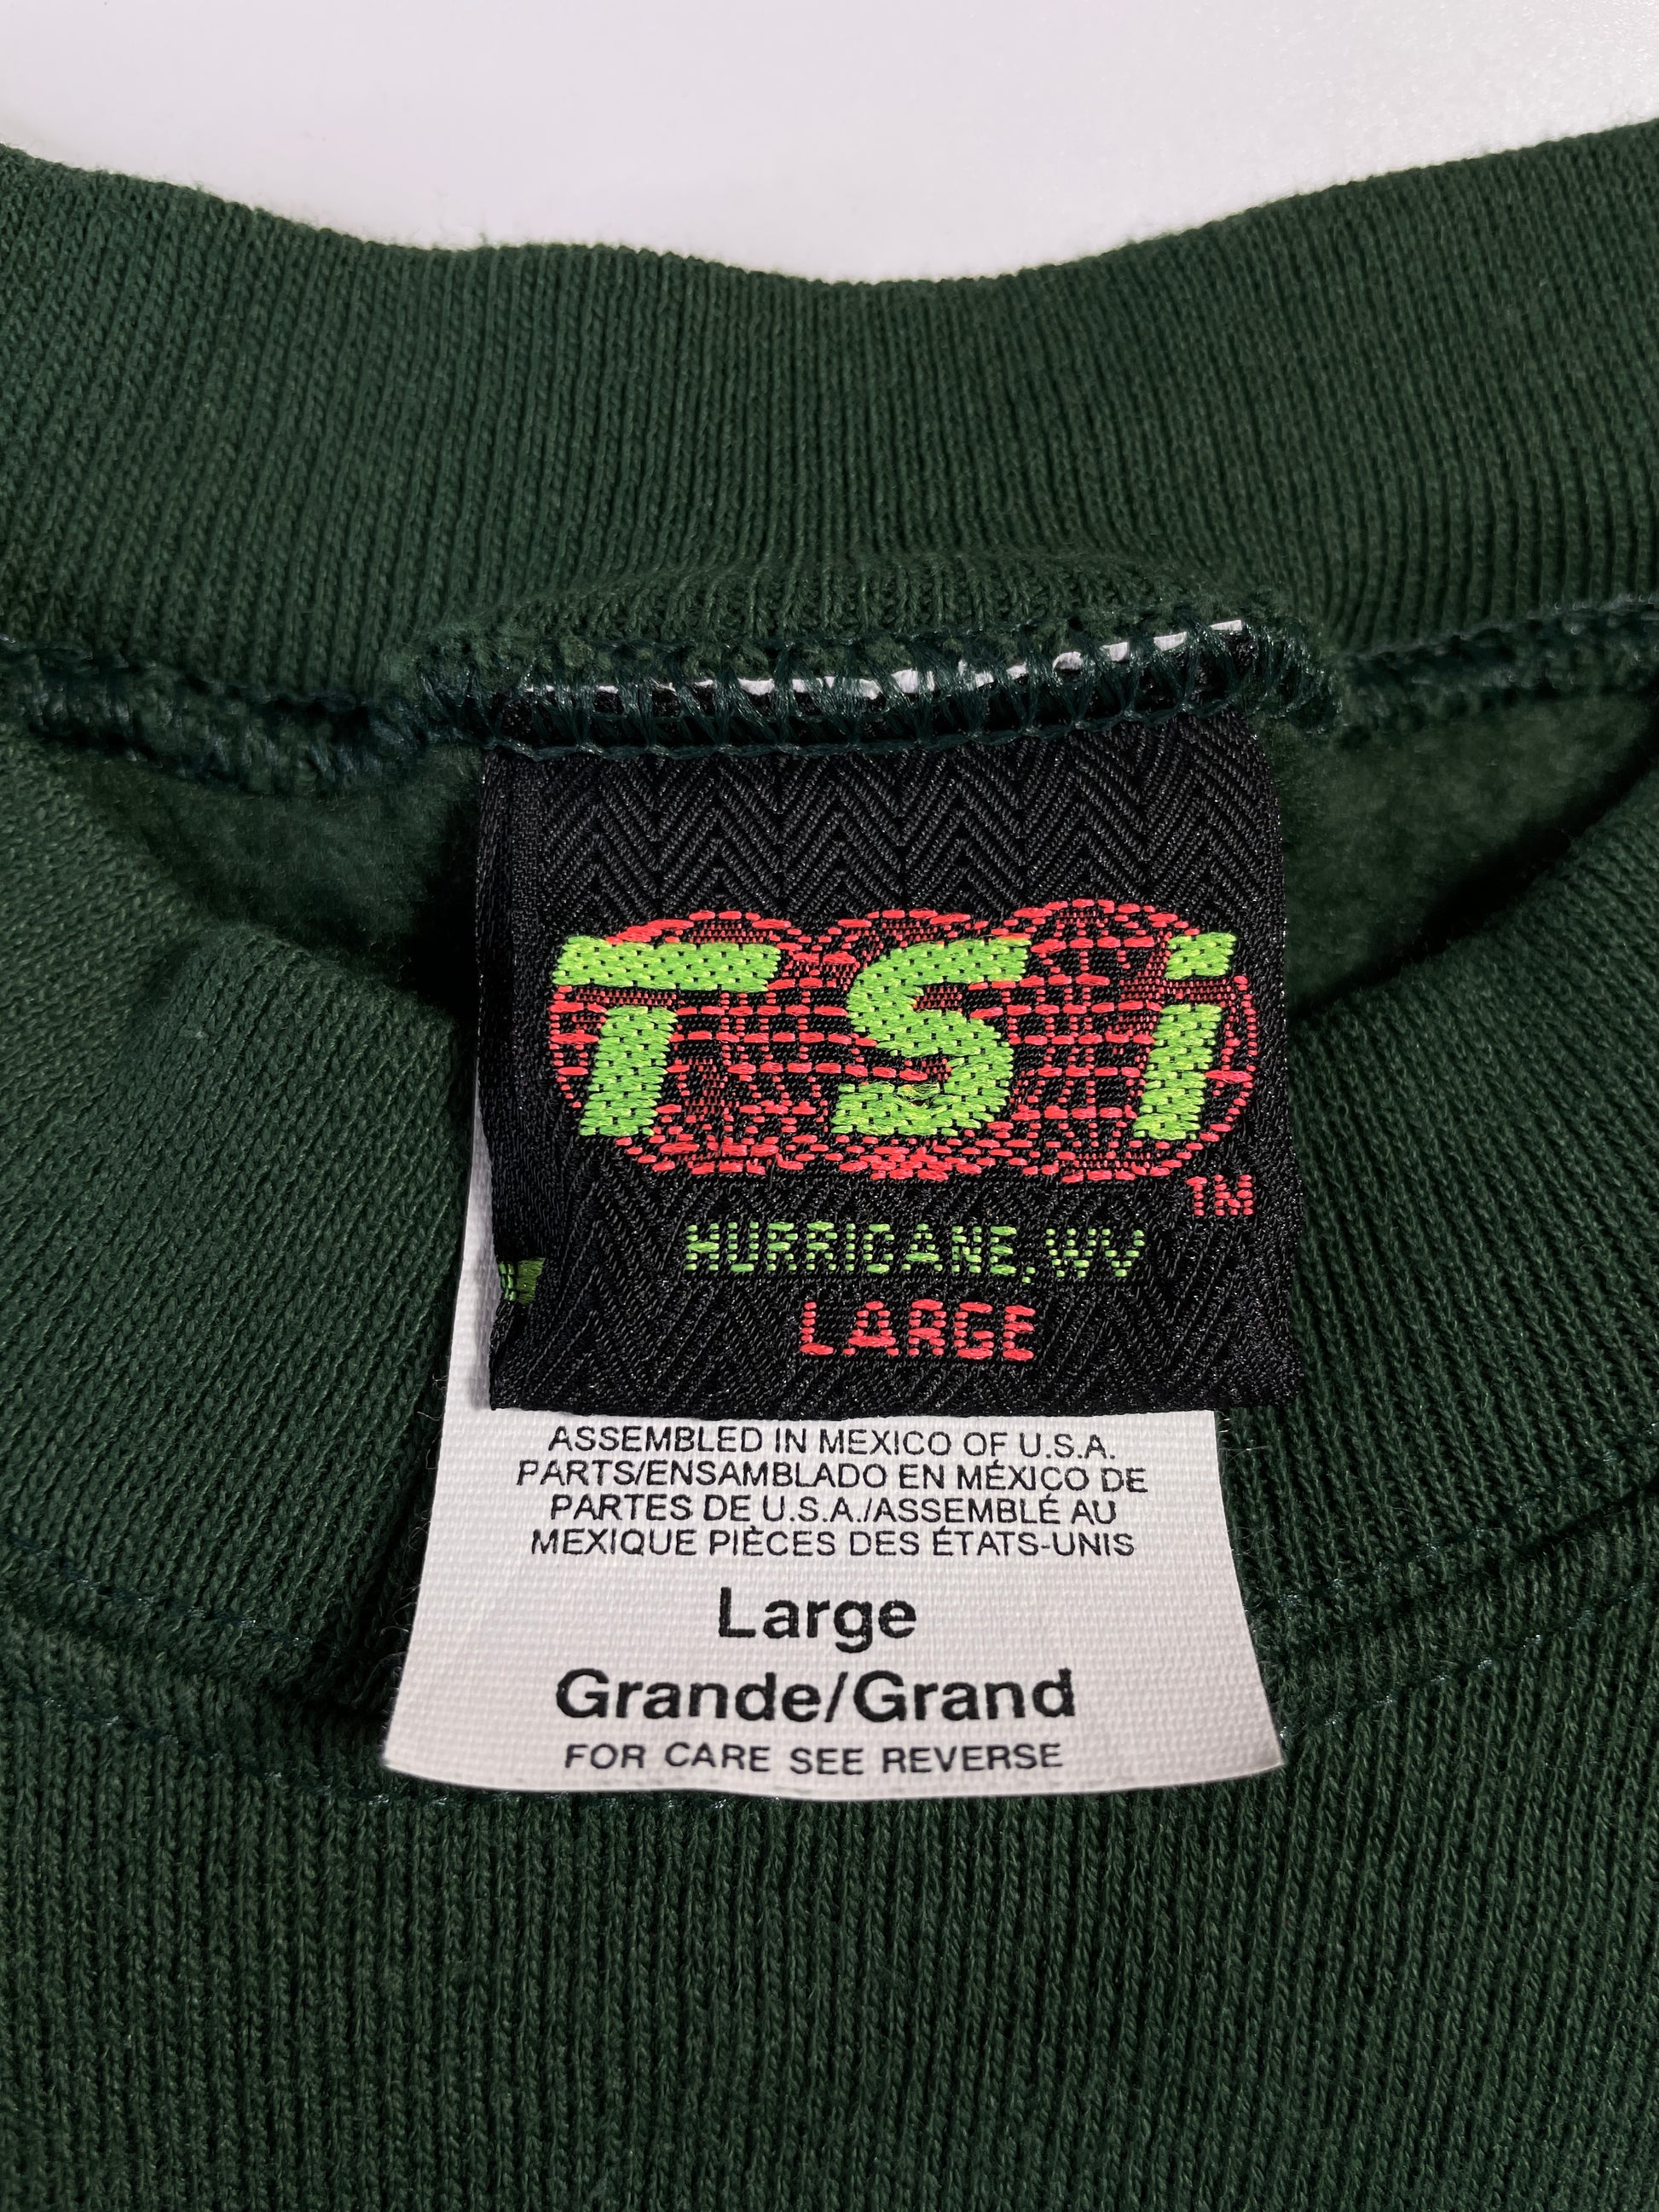 TSi
TM
HURRICANE, WV
LARGE
ASSEMBLED IN MEXICO OF U.S.A.
PARTS/ENSAMBLADO EN MÉXICO DE
PARTES DE U.S.A./ASSEMBLÉ AU
MEXIQUE PIÈCES DES ÉTATS-UNIS
Large
Grande/Grand
FOR CARE SEE REVERSE